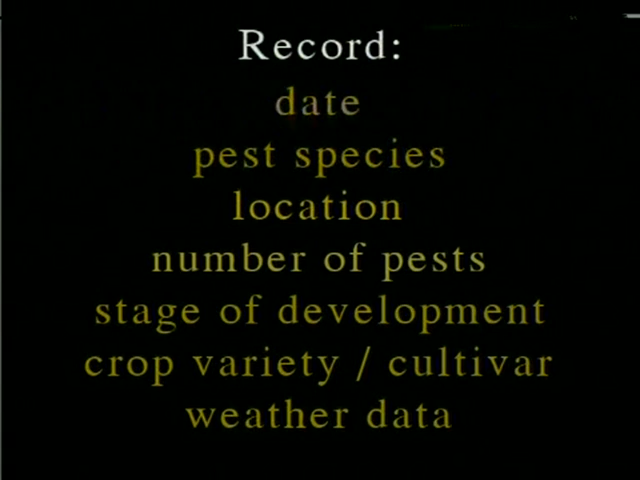 Record:
date
pest species
location
number of pests
stage of development
crop variety / cultivar
weather data